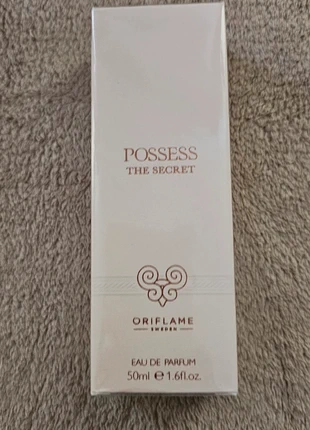 POSSESS
THE SECRET
ORIFLAME
SWEDEN
EAU DE PARFUM
50ml ℮ 1.6fl.oz.